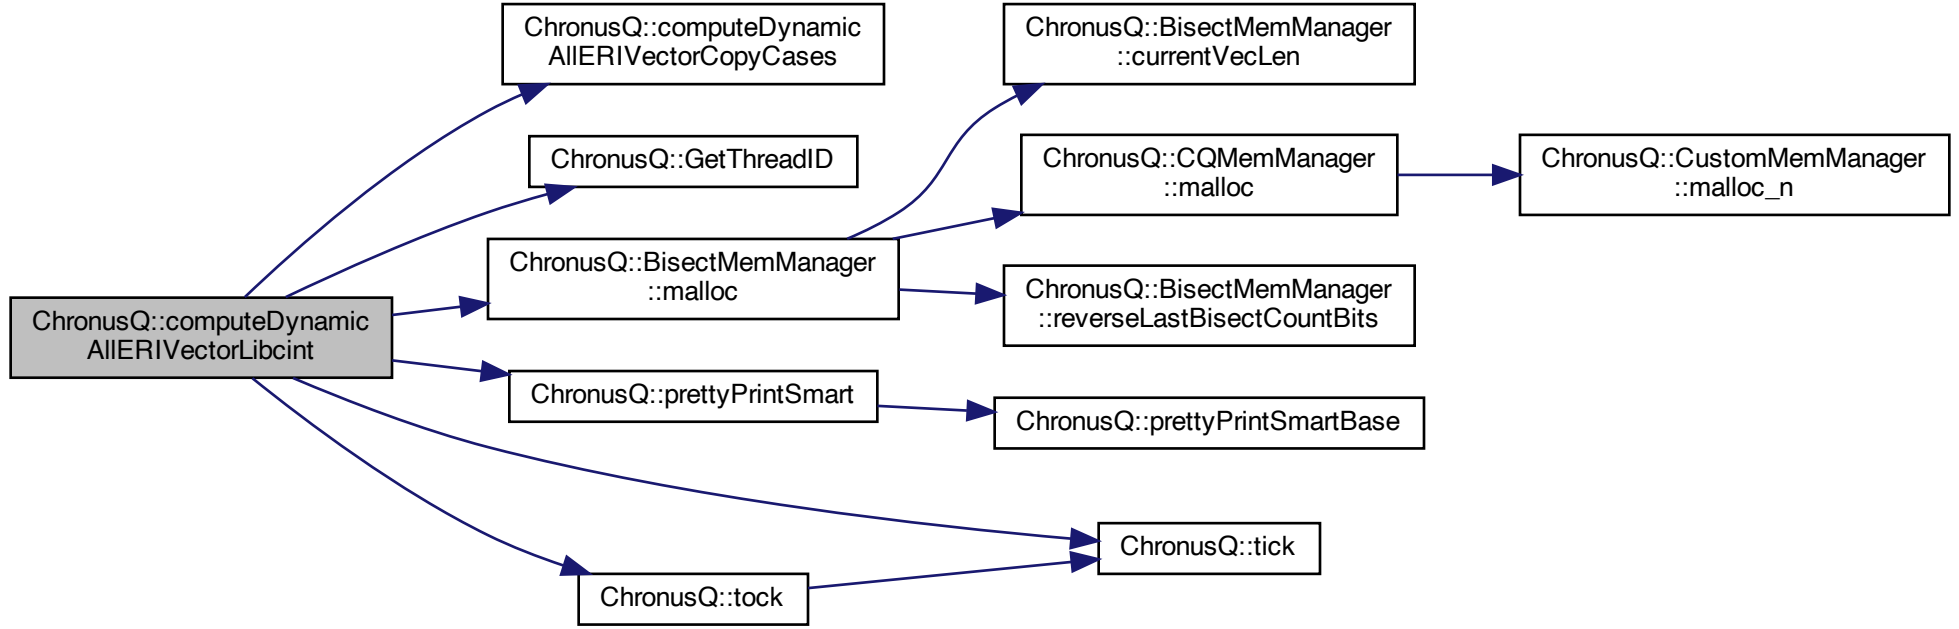 ChronusQ::computeDynamic
AllERIVectorLibcint
ChronusQ::computeDynamic
AllERIVectorCopyCases
ChronusQ::GetThreadID
ChronusQ::BisectMemManager
::malloc
ChronusQ::prettyPrintSmart
ChronusQ::tock
ChronusQ::BisectMemManager
::currentVecLen
ChronusQ::CQMemManager
::malloc
ChronusQ::BisectMemManager
::reverseLastBisectCountBits
ChronusQ::prettyPrintSmartBase
ChronusQ::tick
ChronusQ::CustomMemManager
::malloc_n